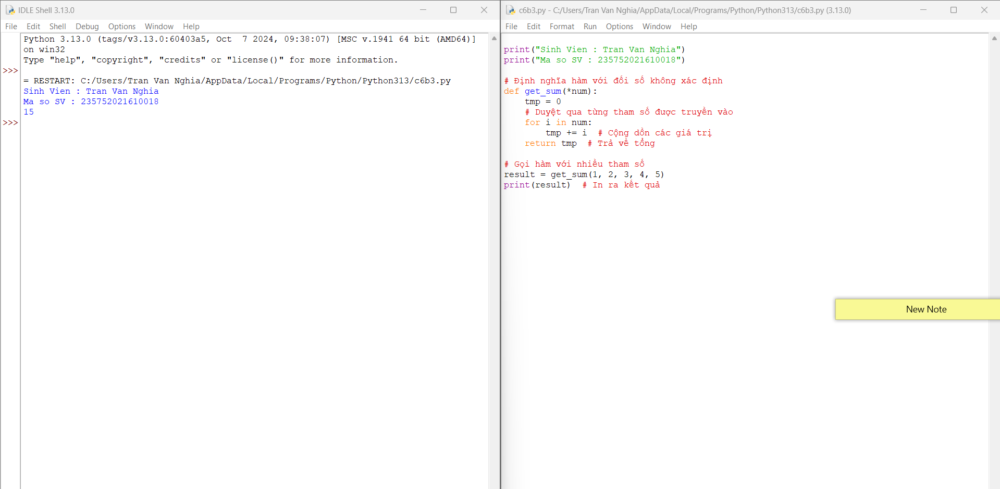 IDLE Shell 3.13.0
File Edit Shell Debug Options Window Help
Python 3.13.0 (tags/v3.13.0:60403a5, Oct  7 2024, 09:38:07) [MSC v.1941 64 bit (AMD64)]
on win32
Type "help", "copyright", "credits" or "license()" for more information.
>>>
= RESTART: C:/Users/Tran Van Nghia/AppData/Local/Programs/Python/Python313/c6b3.py
Sinh Vien : Tran Van Nghia
Ma so SV : 235752021610018
15
>>>
c6b3.py - C:/Users/Tran Van Nghia/AppData/Local/Programs/Python/Python313/c6b3.py (3.13.0)
File Edit Format Run Options Window Help
print("Sinh Vien : Tran Van Nghia")
print("Ma so SV : 235752021610018")
# Định nghĩa hàm với đối số không xác định
def get_sum(*num):
    tmp = 0
    # Duyệt qua từng tham số được truyền vào
    for i in num:
        tmp += i  # Cộng dồn các giá trị
    return tmp  # Trả về tổng
# Gọi hàm với nhiều tham số
result = get_sum(1, 2, 3, 4, 5)
print(result)  # In ra kết quả
New Note